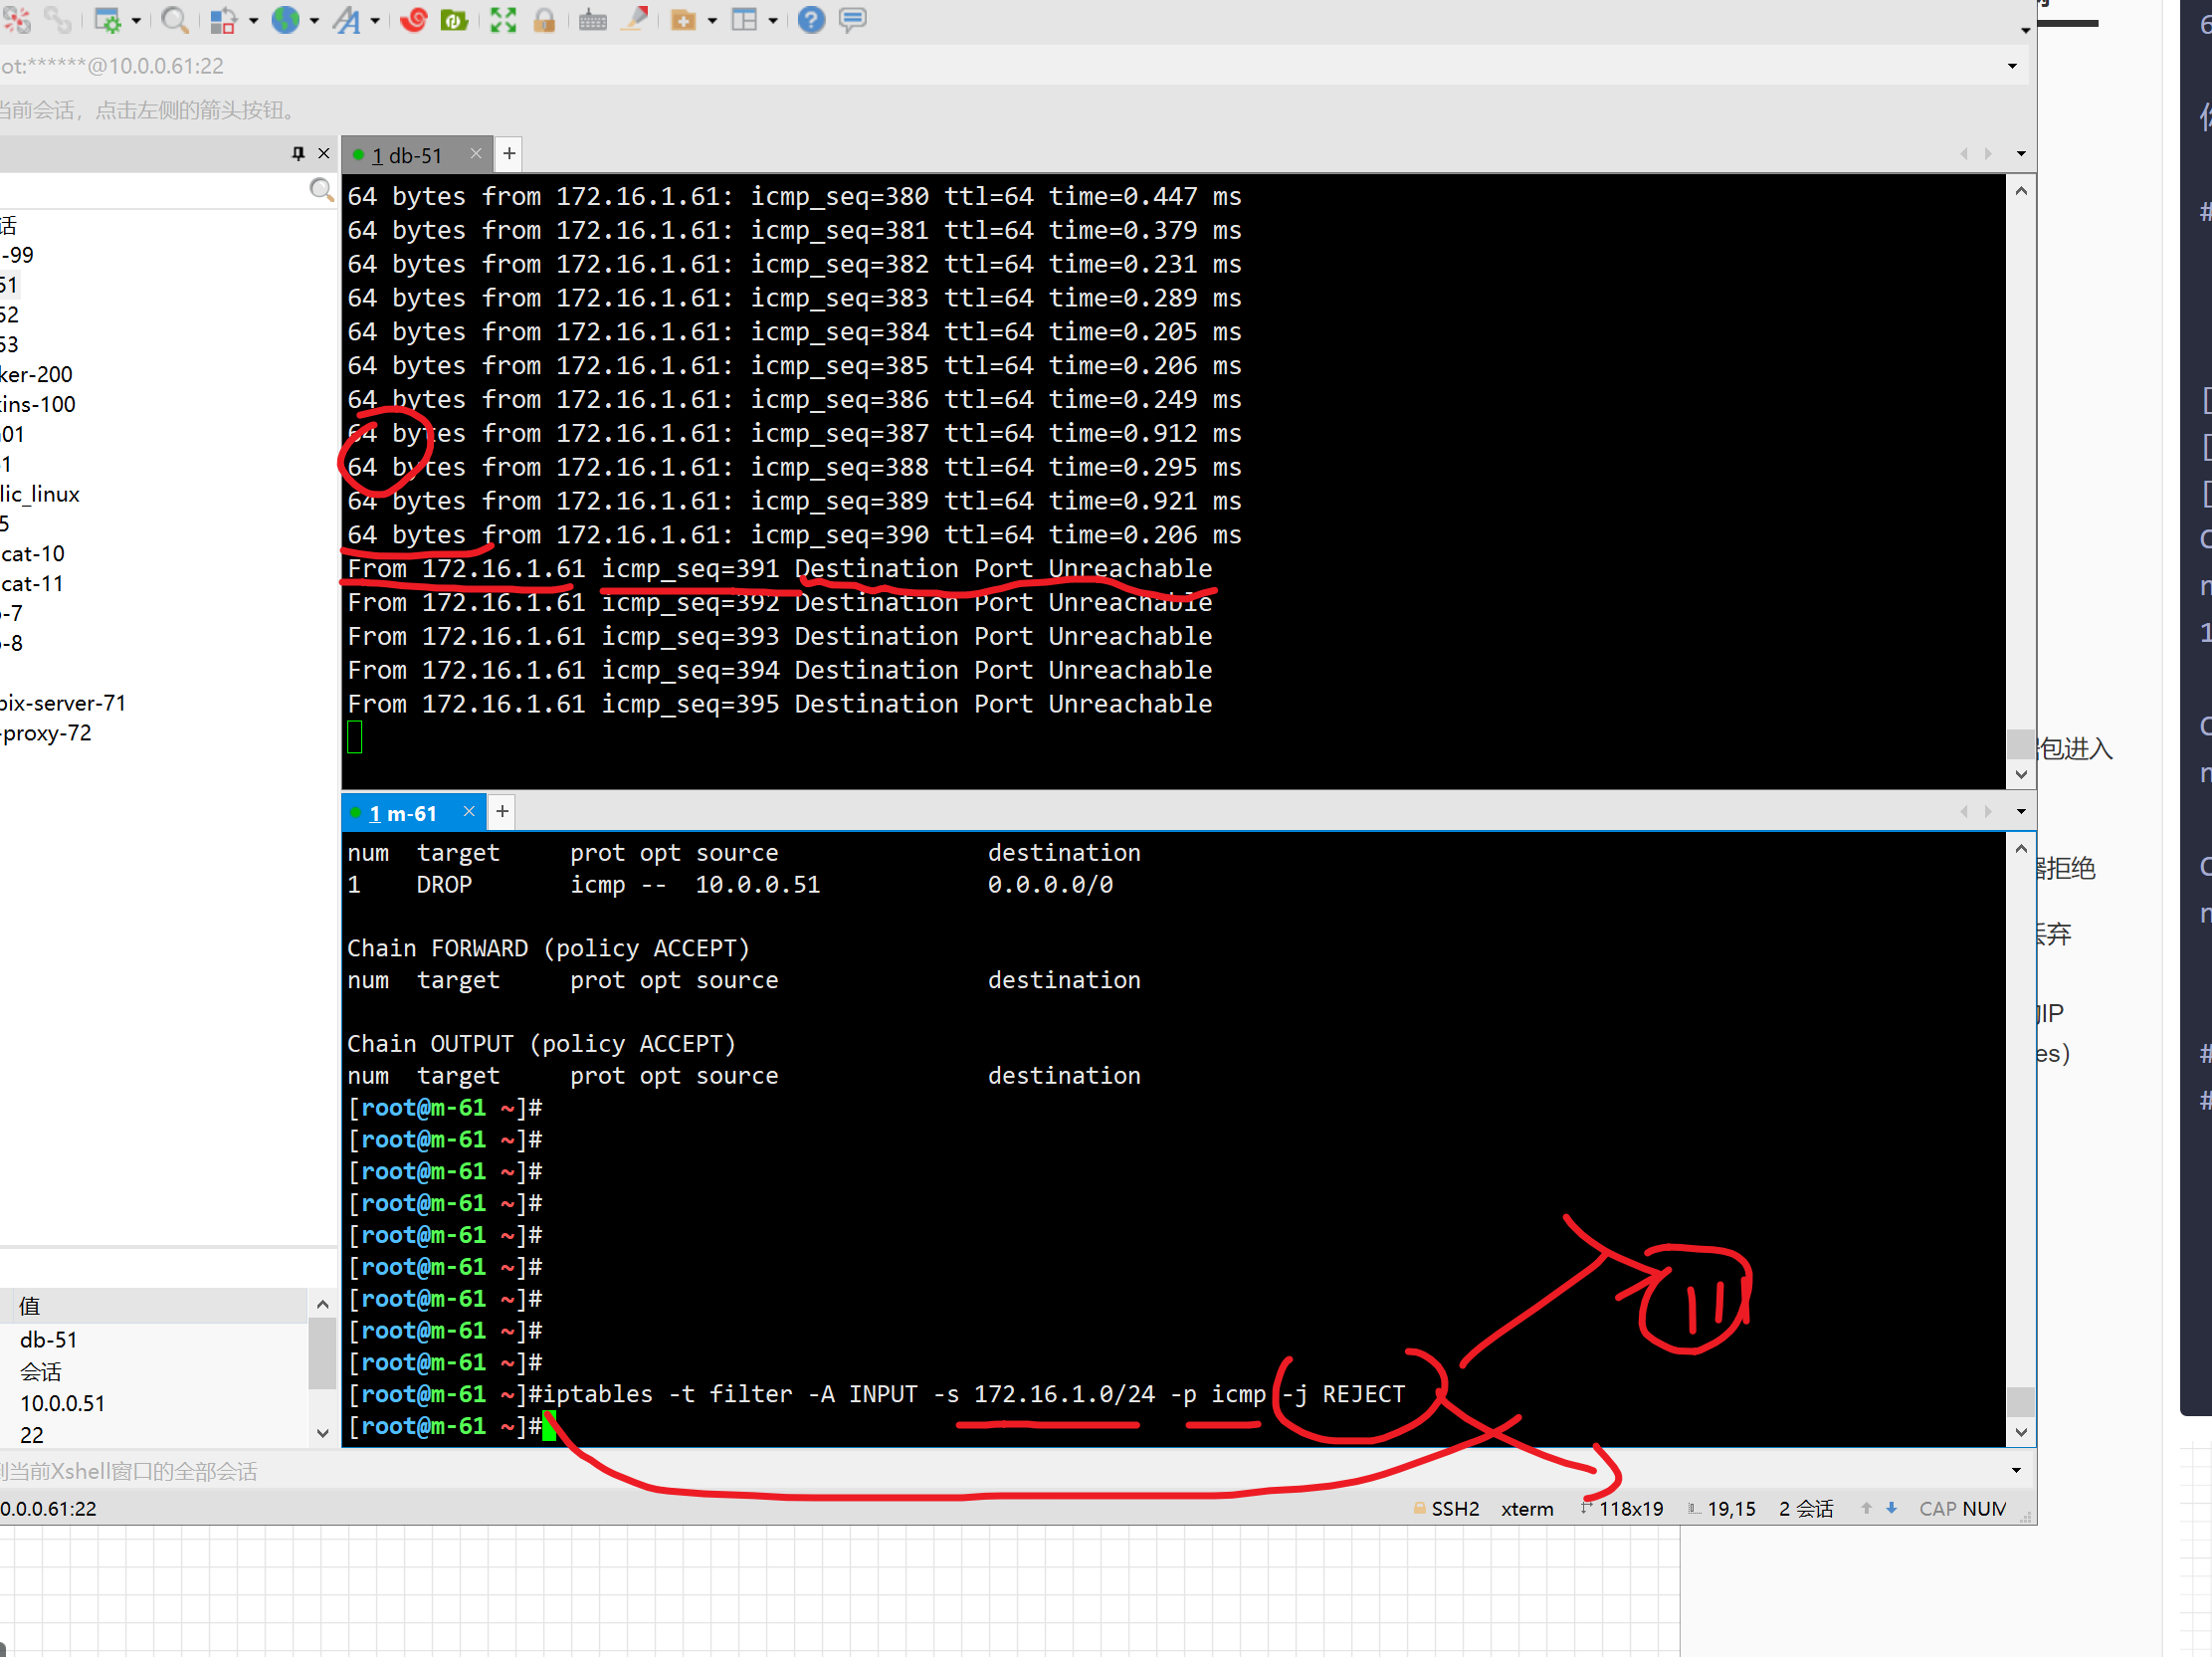 ot:******@10.0.0.61:22
当前会话，点击左侧的箭头按钮。
1 db-51
话
-99
51
52
53
ker-200
kins-100
01
1
lic_linux
5
cat-10
cat-11
-7
-8
bix-server-71
-proxy-72
64 bytes from 172.16.1.61: icmp_seq=380 ttl=64 time=0.447 ms
64 bytes from 172.16.1.61: icmp_seq=381 ttl=64 time=0.379 ms
64 bytes from 172.16.1.61: icmp_seq=382 ttl=64 time=0.231 ms
64 bytes from 172.16.1.61: icmp_seq=383 ttl=64 time=0.289 ms
64 bytes from 172.16.1.61: icmp_seq=384 ttl=64 time=0.205 ms
64 bytes from 172.16.1.61: icmp_seq=385 ttl=64 time=0.206 ms
64 bytes from 172.16.1.61: icmp_seq=386 ttl=64 time=0.249 ms
64 bytes from 172.16.1.61: icmp_seq=387 ttl=64 time=0.912 ms
64 bytes from 172.16.1.61: icmp_seq=388 ttl=64 time=0.295 ms
64 bytes from 172.16.1.61: icmp_seq=389 ttl=64 time=0.921 ms
64 bytes from 172.16.1.61: icmp_seq=390 ttl=64 time=0.206 ms
From 172.16.1.61 icmp_seq=391 Destination Port Unreachable
From 172.16.1.61 icmp_seq=392 Destination Port Unreachable
From 172.16.1.61 icmp_seq=393 Destination Port Unreachable
From 172.16.1.61 icmp_seq=394 Destination Port Unreachable
From 172.16.1.61 icmp_seq=395 Destination Port Unreachable
1 m-61
num  target     prot opt source               destination
1    DROP       icmp --  10.0.0.51            0.0.0.0/0
Chain FORWARD (policy ACCEPT)
num  target     prot opt source               destination
Chain OUTPUT (policy ACCEPT)
num  target     prot opt source               destination
[root@m-61 ~]#
[root@m-61 ~]#
[root@m-61 ~]#
[root@m-61 ~]#
[root@m-61 ~]#
[root@m-61 ~]#
[root@m-61 ~]#
[root@m-61 ~]#
[root@m-61 ~]#
[root@m-61 ~]#iptables -t filter -A INPUT -s 172.16.1.0/24 -p icmp -j REJECT
[root@m-61 ~]#
值
db-51
会话
10.0.0.51
22
到当前Xshell窗口的全部会话
0.0.0.61:22
SSH2 xterm 118x19 19,15 2 会话 CAP NUM
包进入
拒绝
丢弃
IP
es）